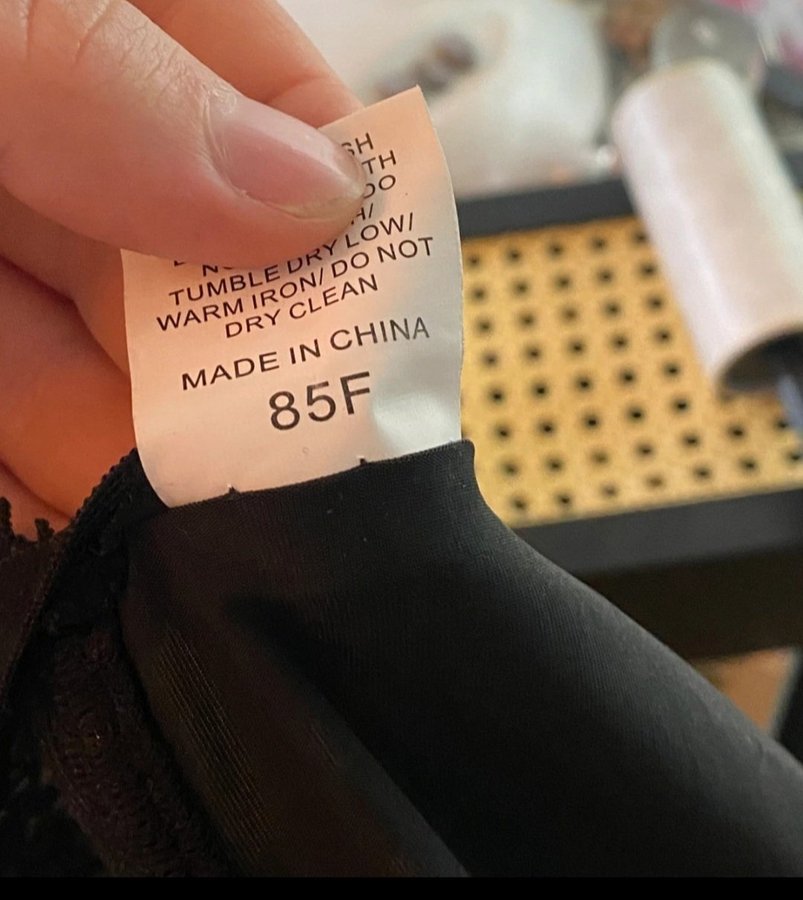 TUMBLE DRY LOW/
WARM IRON/ DO NOT
DRY CLEAN
MADE IN CHINA
85F